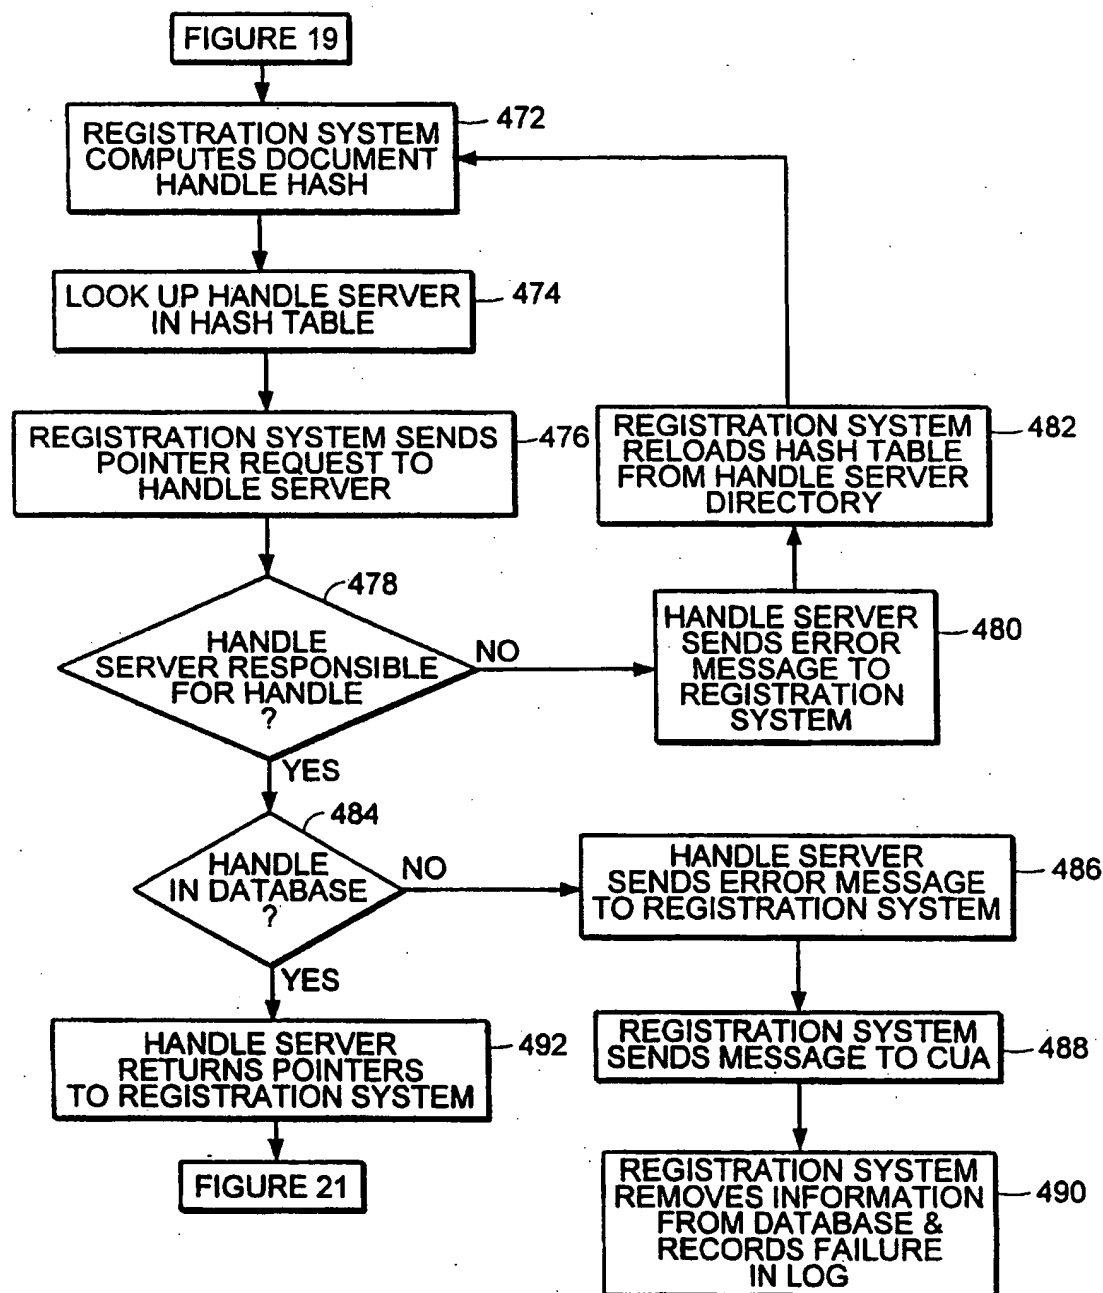 FIGURE 19
REGISTRATION SYSTEM
COMPUTES DOCUMENT
HANDLE HASH
472
LOOK UP HANDLE SERVER
IN HASH TABLE
474
REGISTRATION SYSTEM SENDS
POINTER REQUEST TO
HANDLE SERVER
476
REGISTRATION SYSTEM
RELOADS HASH TABLE
FROM HANDLE SERVER
DIRECTORY
482
478
HANDLE
SERVER RESPONSIBLE
FOR HANDLE
?
NO
HANDLE SERVER
SENDS ERROR
MESSAGE TO
REGISTRATION
SYSTEM
480
YES
484
HANDLE
IN DATABASE
?
NO
HANDLE SERVER
SENDS ERROR MESSAGE
TO REGISTRATION SYSTEM
486
YES
HANDLE SERVER
RETURNS POINTERS
TO REGISTRATION SYSTEM
492
REGISTRATION SYSTEM
SENDS MESSAGE TO CUA
488
FIGURE 21
REGISTRATION SYSTEM
REMOVES INFORMATION
FROM DATABASE &
RECORDS FAILURE
IN LOG
490